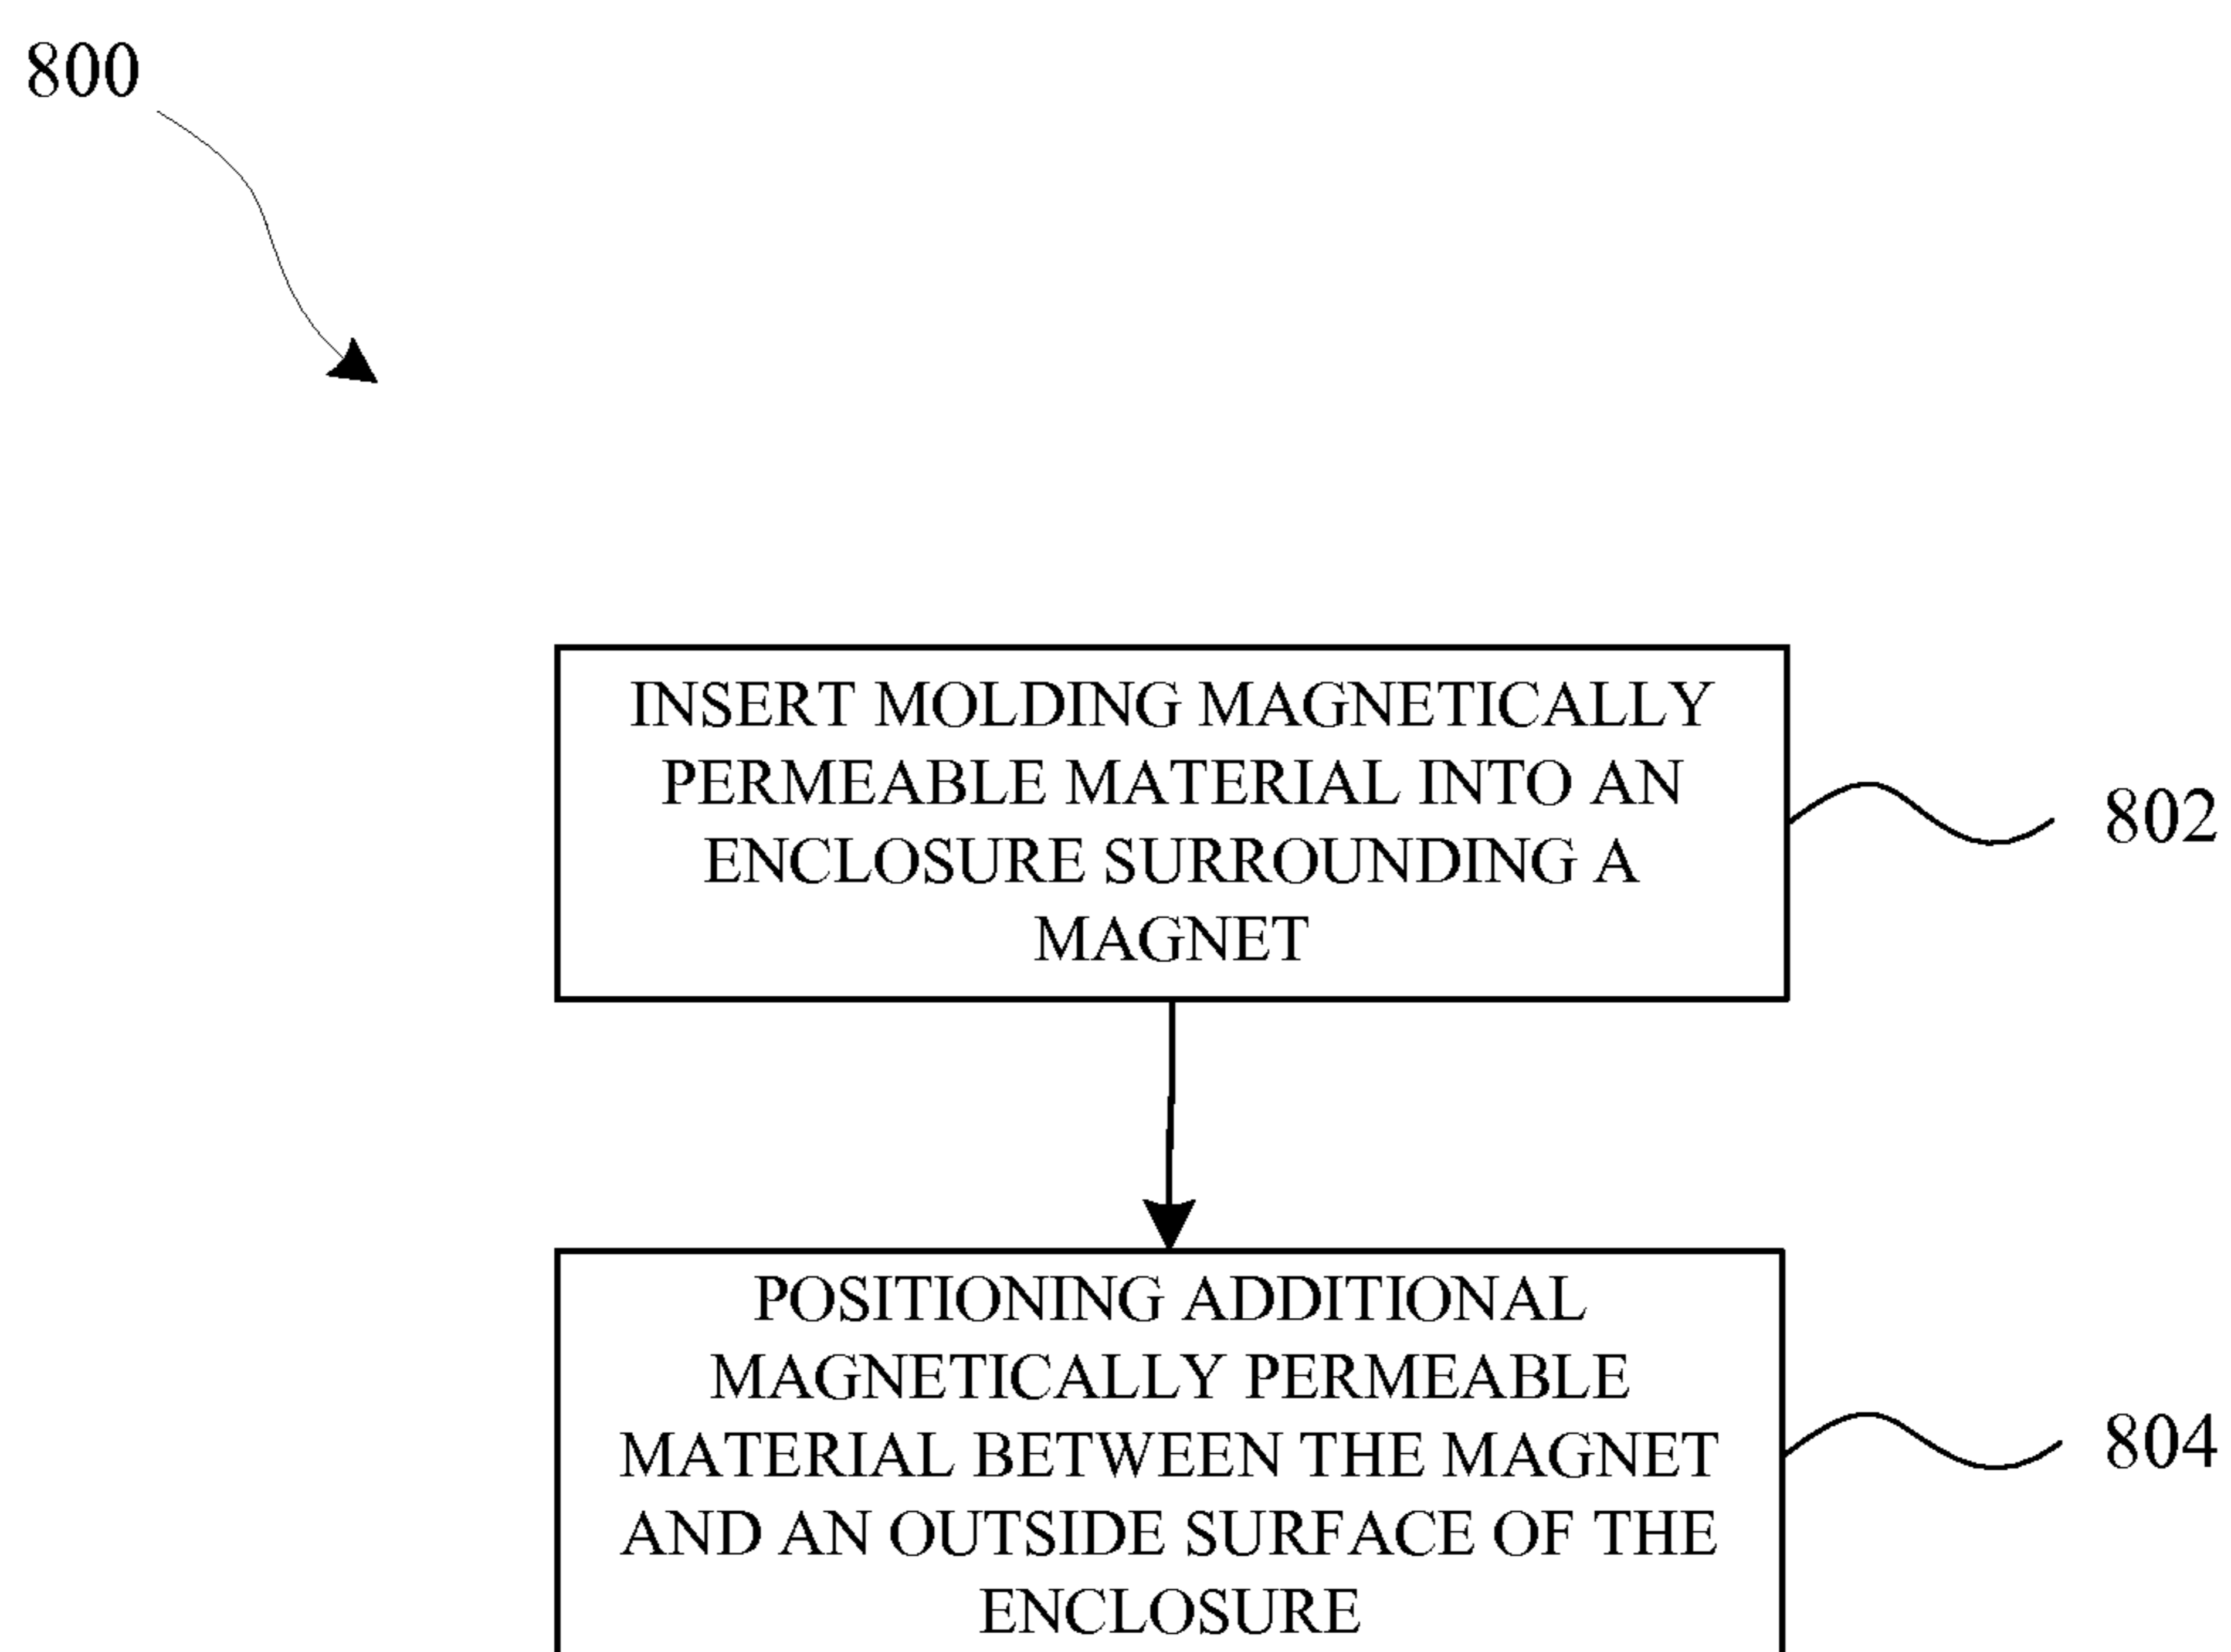 800
INSERT MOLDING MAGNETICALLY
PERMEABLE MATERIAL INTO AN
ENCLOSURE SURROUNDING A
MAGNET
802
POSITIONING ADDITIONAL
MAGNETICALLY PERMEABLE
MATERIAL BETWEEN THE MAGNET
AND AN OUTSIDE SURFACE OF THE
ENCLOSURE
804